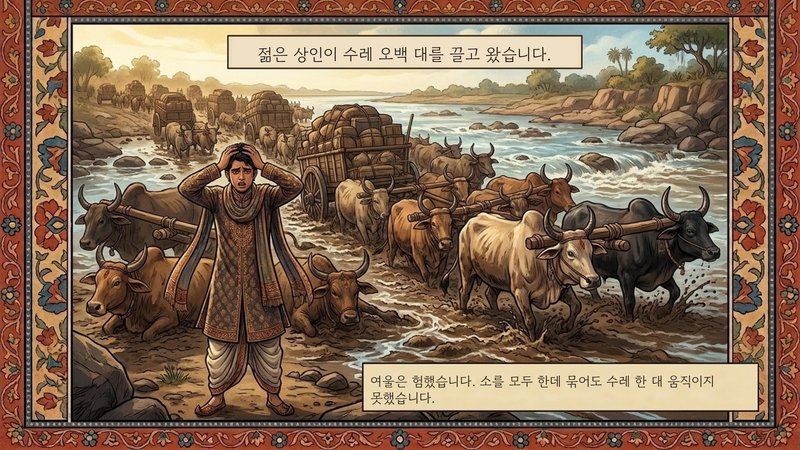 젊은 상인이 수레 오백 대를 끌고 왔습니다.
여울은 험했습니다. 소를 모두 한데 묶어도 수레 한 대 움직이지
못했습니다.